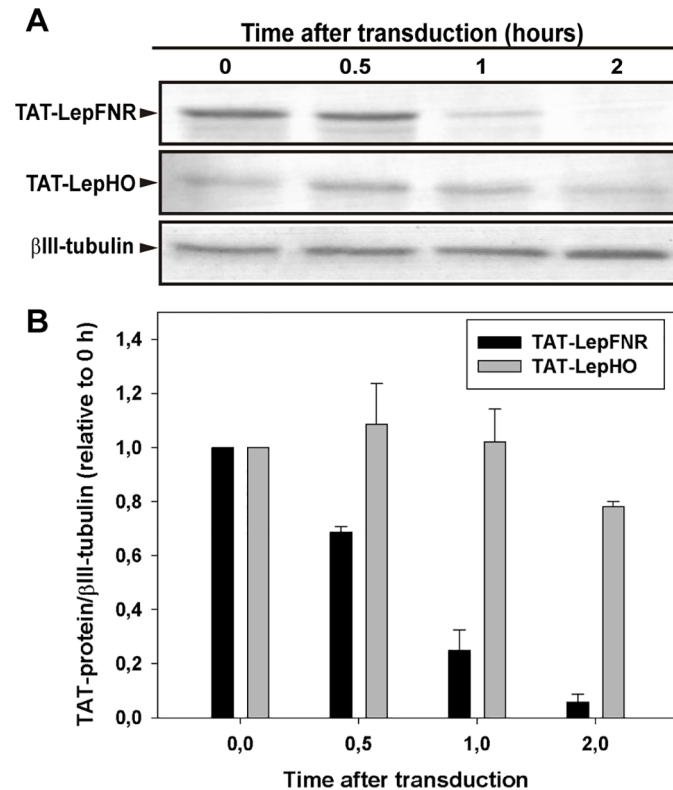 A
Time after transduction (hours)
0 0.5 1 2
TAT-LepFNR
TAT-LepHO
βIII-tubulin
B
TAT-protein/βIII-tubulin (relative to 0 h)
1,4
1,2
1,0
0,8
0,6
0,4
0,2
0,0
TAT-LepFNR
TAT-LepHO
0,0 0,5 1,0 2,0
Time after transduction